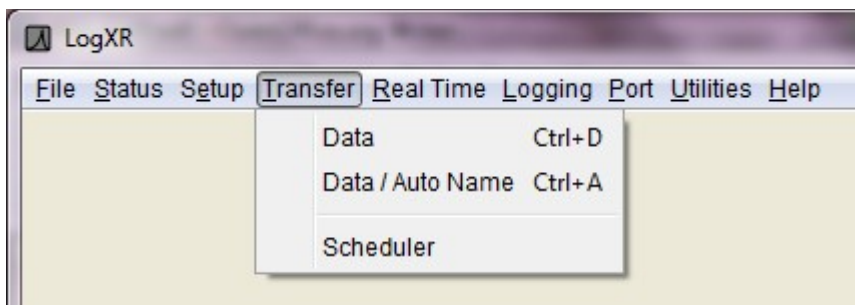 LogXR
File Status Setup Transfer Real Time Logging Port Utilities Help
Data Ctrl+D
Data / Auto Name Ctrl+A
Scheduler